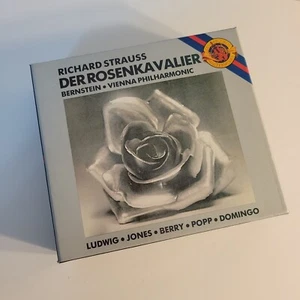 RICHARD STRAUSS
DER ROSENKAVALIER
BERNSTEIN • VIENNA PHILHARMONIC
LUDWIG • JONES • BERRY • POPP • DOMINGO